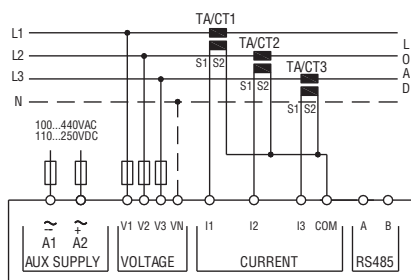 TA/CT1
L1
TA/CT2
L2
S1 S2
TA/CT3
L3
S1 S2
N
S1 S2
LOAD
100...440VAC
110...250VDC
~ ~
- +
A1 A2
V1 V2 V3 VN
I1 I2 I3 COM
A B
AUX SUPPLY
VOLTAGE
CURRENT
RS485